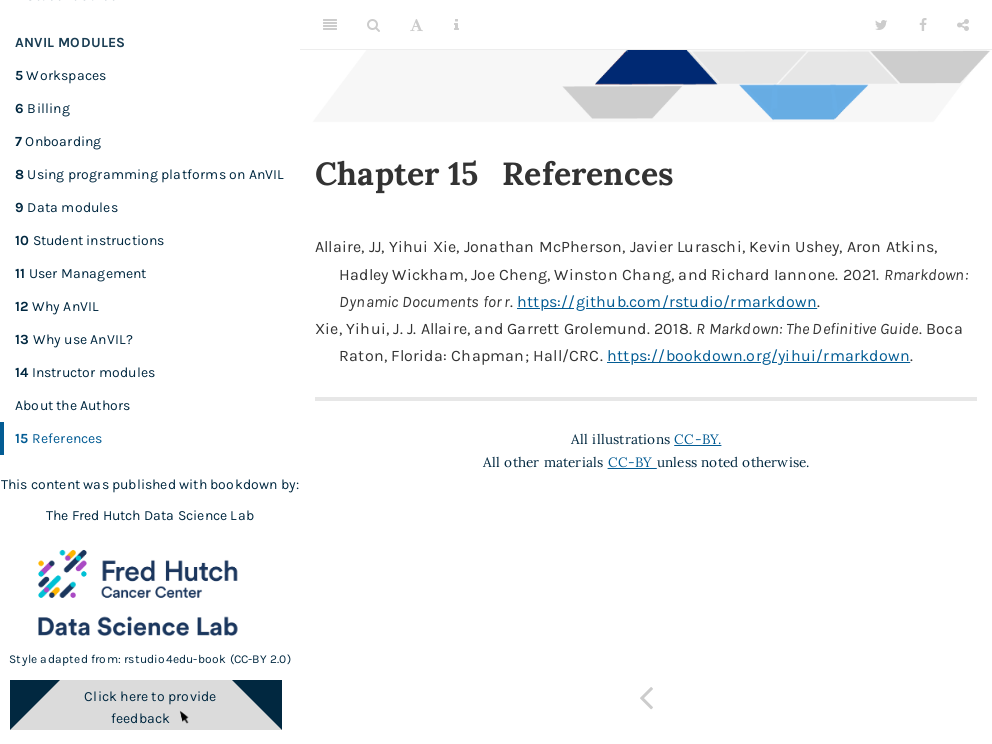 ANVIL MODULES
5 Workspaces
6 Billing
7 Onboarding
8 Using programming platforms on AnVIL
9 Data modules
10 Student instructions
11 User Management
12 Why AnVIL
13 Why use AnVIL?
14 Instructor modules
About the Authors
15 References
This content was published with bookdown by:
The Fred Hutch Data Science Lab
Fred Hutch
Cancer Center
Data Science Lab
Style adapted from: rstudio4edu-book (CC-BY 2.0)
Click here to provide
feedback
Chapter 15 References
Allaire, JJ, Yihui Xie, Jonathan McPherson, Javier Luraschi, Kevin Ushey, Aron Atkins,
Hadley Wickham, Joe Cheng, Winston Chang, and Richard Iannone. 2021. Rmarkdown:
Dynamic Documents for r. https://github.com/rstudio/rmarkdown.
Xie, Yihui, J. J. Allaire, and Garrett Grolemund. 2018. R Markdown: The Definitive Guide. Boca
Raton, Florida: Chapman; Hall/CRC. https://bookdown.org/yihui/rmarkdown.
All illustrations CC-BY.
All other materials CC-BY unless noted otherwise.